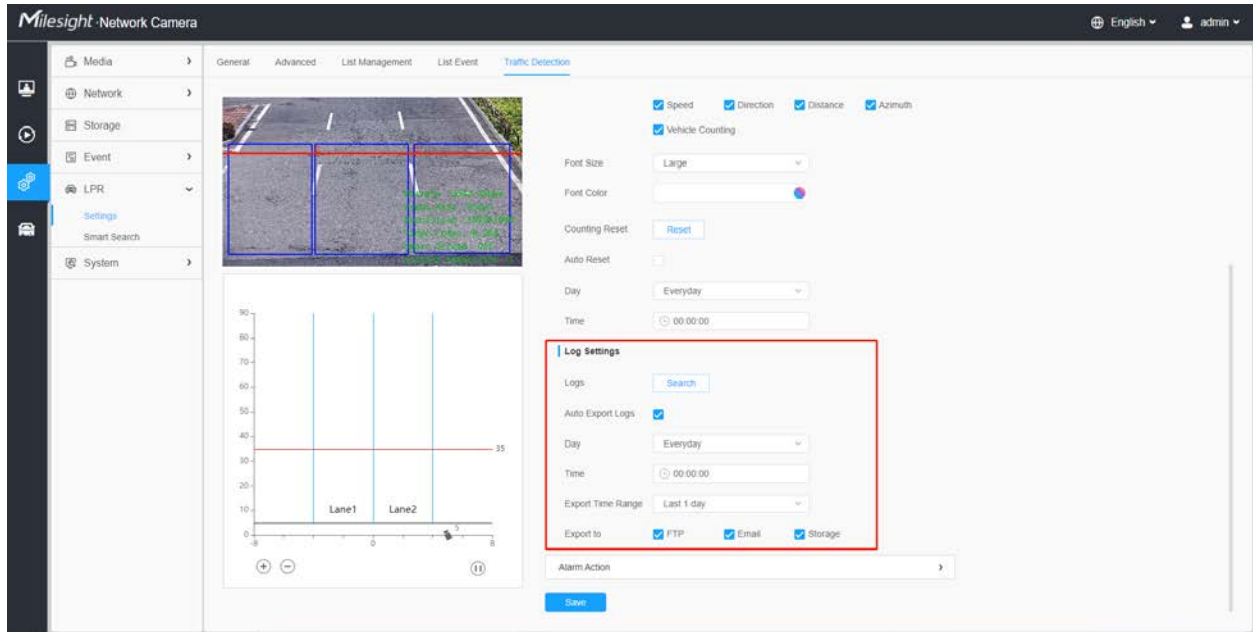 Milesight·Network Camera
English
admin
Media
Network
Storage
Event
LPR
Settings
Smart Search
System
General Advanced List Management List Event Traffic Detection
Speed Direction Distance Azimuth
Vehicle Counting
Font Size Large
Font Color
Counting Reset Reset
Auto Reset
Day Everyday
Time 00:00:00
Log Settings
Logs Search
Auto Export Logs
Day Everyday
Time 00:00:00
Export Time Range Last 1 day
Export to FTP Email Storage
Alarm Action
Save
90
80
70
60
50
40
35
30
20
10
Lane1 Lane2
5
0
-8 0 8